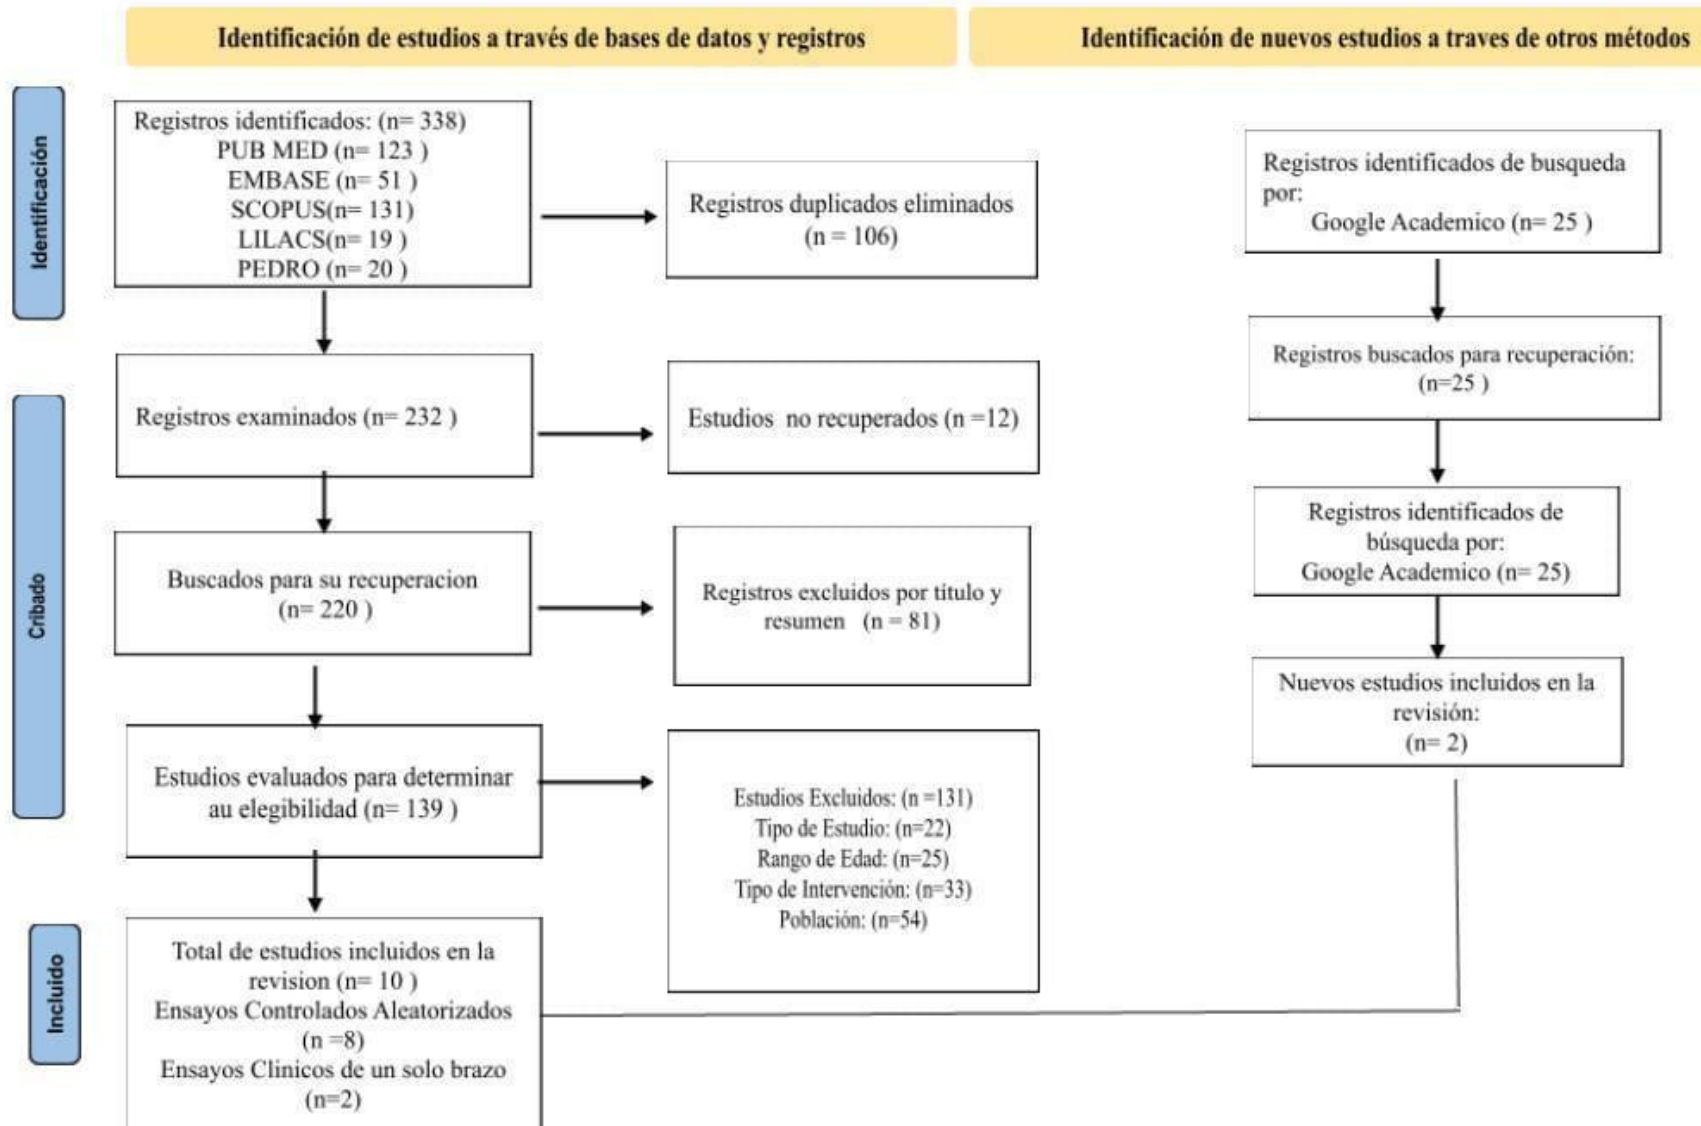 Identificación de estudios a través de bases de datos y registros
Identificación de nuevos estudios a traves de otros métodos
Identificación
Registros identificados: (n= 338)
PUB MED (n= 123 )
EMBASE (n= 51 )
SCOPUS(n= 131)
LILACS(n= 19 )
PEDRO (n= 20 )
Registros duplicados eliminados
(n = 106)
Registros identificados de busqueda
por:
Google Academico (n= 25 )
Registros buscados para recuperación:
(n=25 )
Cribado
Registros examinados (n= 232 )
Estudios no recuperados (n =12)
Registros identificados de
búsqueda por:
Google Academico (n= 25)
Buscados para su recuperacion
(n= 220 )
Registros excluidos por titulo y
resumen (n = 81)
Nuevos estudios incluidos en la
revisión:
(n= 2)
Estudios evaluados para determinar
au elegibilidad (n= 139 )
Estudios Excluidos: (n =131)
Tipo de Estudio: (n=22)
Rango de Edad: (n=25)
Tipo de Intervención: (n=33)
Población: (n=54)
Incluido
Total de estudios incluidos en la
revision (n= 10 )
Ensayos Controlados Aleatorizados
(n =8)
Ensayos Clinicos de un solo brazo
(n=2)